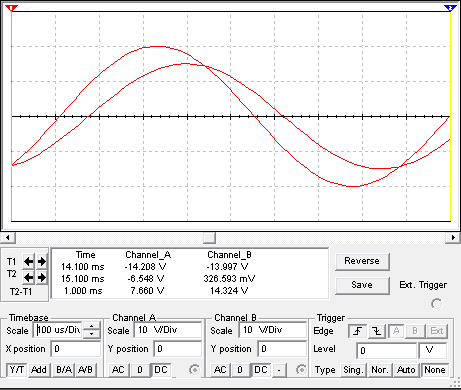 1
2
T1
T2
T2-T1
Time Channel_A Channel_B
14.100 ms -14.208 V -13.997 V
15.100 ms -6.548 V 326.593 mV
1.000 ms 7.660 V 14.324 V
Reverse
Save
Ext. Trigger
Timebase
Scale 100 us/Div
X position 0
Y/T Add B/A A/B
Channel A
Scale 10 V/Div
Y position 0
AC 0 DC
Channel B
Scale 10 V/Div
Y position 0
AC 0 DC -
Trigger
Edge A B Ext
Level 0 V
Type Sing. Nor. Auto None